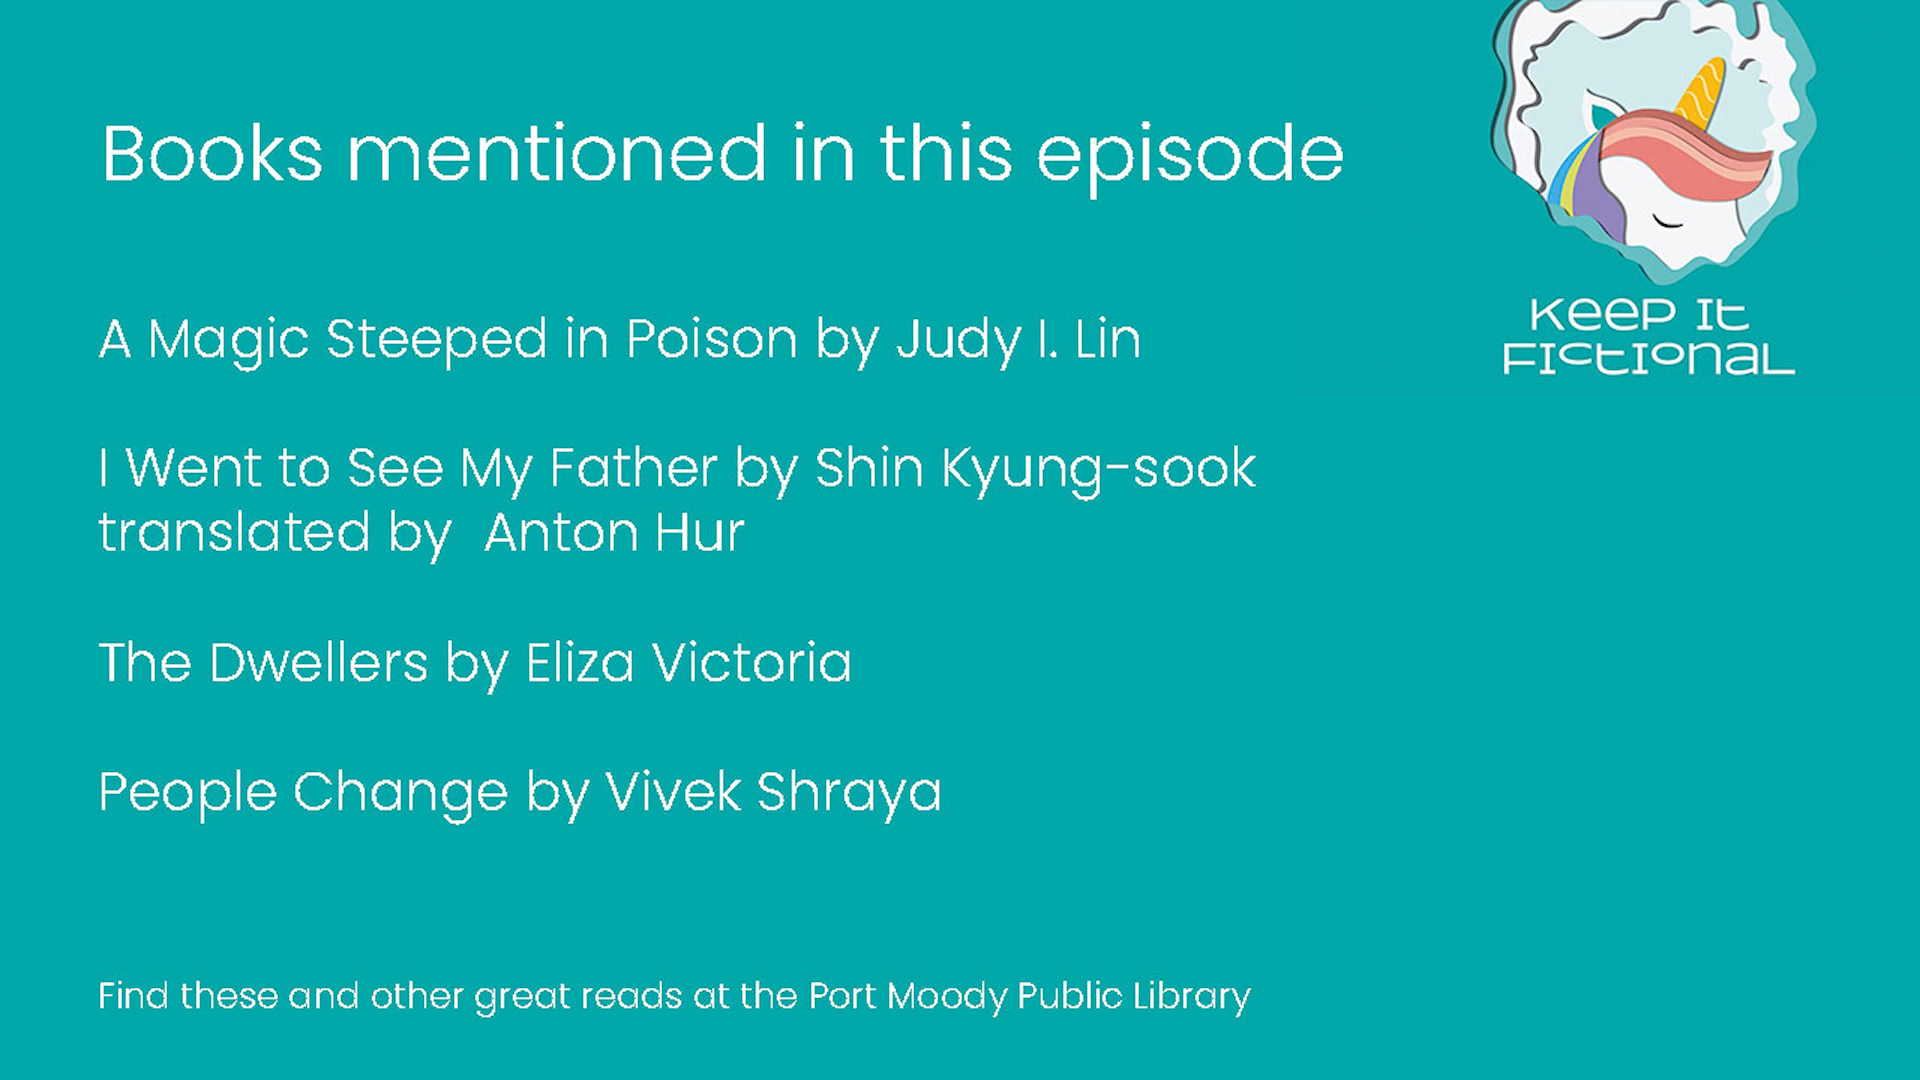 Books mentioned in this episode
KEEP IT
FICTIONAL
A Magic Steeped in Poison by Judy I. Lin
I Went to See My Father by Shin Kyung-sook
translated by  Anton Hur
The Dwellers by Eliza Victoria
People Change by Vivek Shraya
Find these and other great reads at the Port Moody Public Library